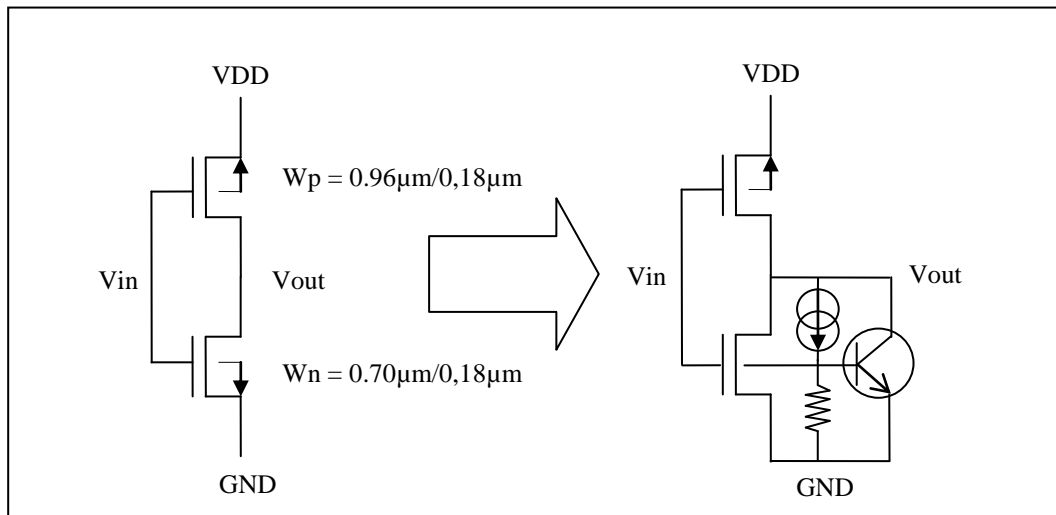 VDD
Wp = 0.96µm/0,18µm
Vin
Vout
Wn = 0.70µm/0,18µm
GND
VDD
Vin
Vout
GND